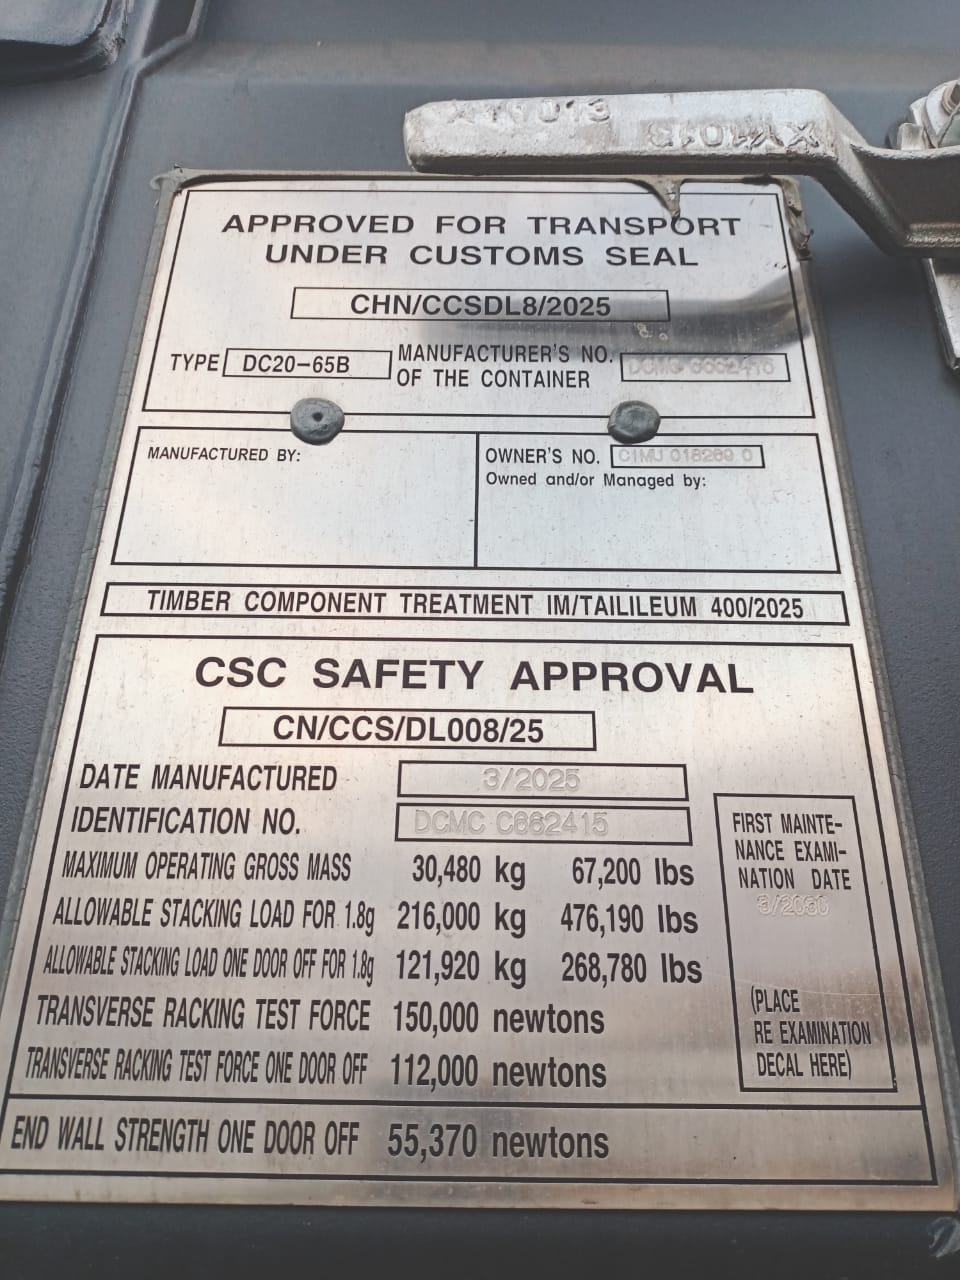 APPROVED FOR TRANSPORT
UNDER CUSTOMS SEAL
CHN/CCSDL8/2025
TYPE DC20-65B MANUFACTURER'S NO.
OF THE CONTAINER
MANUFACTURED BY:
OWNER'S NO.
Owned and/or Managed by:
TIMBER COMPONENT TREATMENT IM/TAILILEUM 400/2025
CSC SAFETY APPROVAL
CN/CCS/DL008/25
DATE MANUFACTURED 3/2025
IDENTIFICATION NO. DCMC C662415
MAXIMUM OPERATING GROSS MASS 30,480 kg 67,200 lbs
ALLOWABLE STACKING LOAD FOR 1.8g 216,000 kg 476,190 lbs
ALLOWABLE STACKING LOAD ONE DOOR OFF FOR 1.8g 121,920 kg 268,780 lbs
TRANSVERSE RACKING TEST FORCE 150,000 newtons
TRANSVERSE RACKING TEST FORCE ONE DOOR OFF 112,000 newtons
END WALL STRENGTH ONE DOOR OFF 55,370 newtons
FIRST MAINTE-
NANCE EXAMI-
NATION DATE
(PLACE
RE EXAMINATION
DECAL HERE)